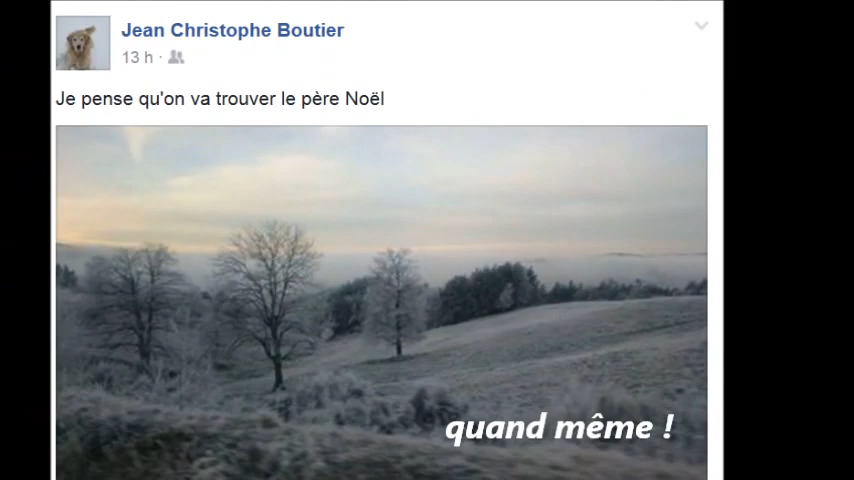 Jean Christophe Boutier
13 h ·
Je pense qu'on va trouver le père Noël
quand même !